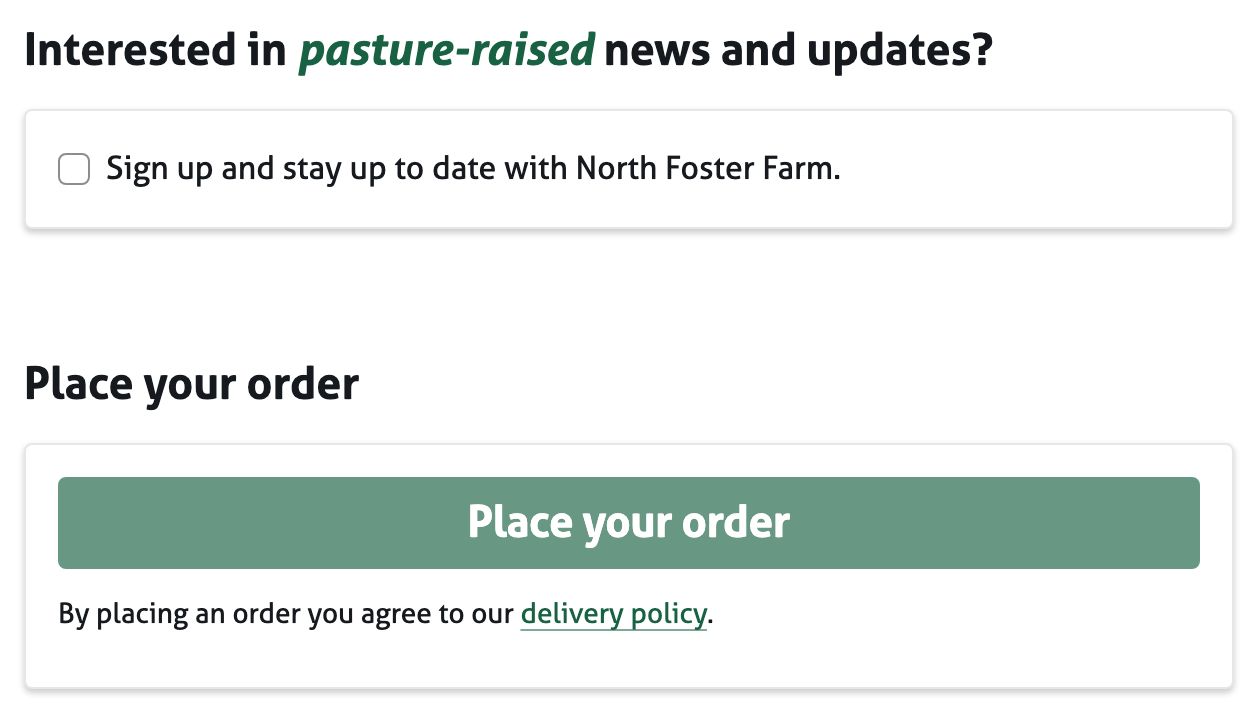 Interested in pasture-raised news and updates?
Sign up and stay up to date with North Foster Farm.
Place your order
Place your order
By placing an order you agree to our delivery policy.